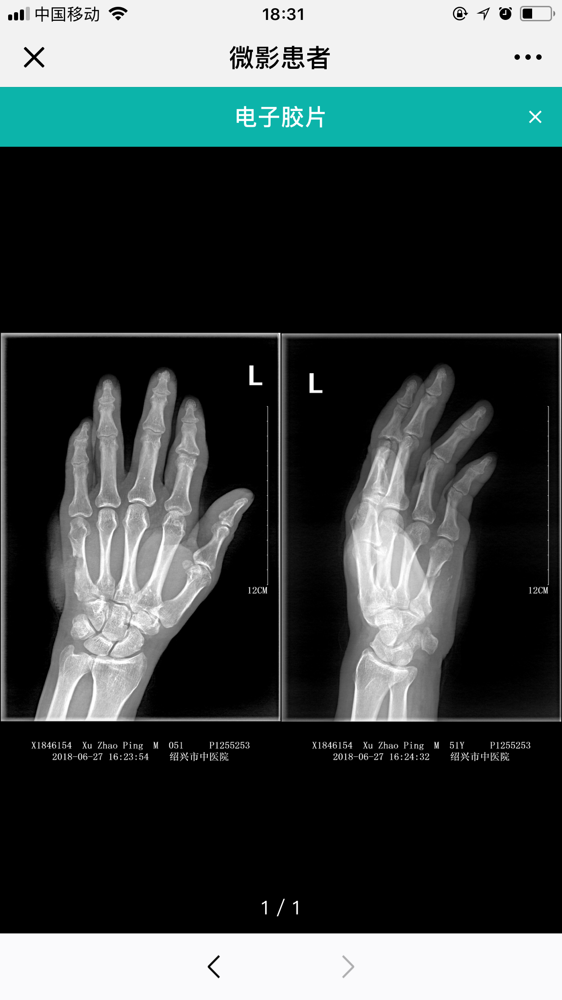 中国移动 18:31
微影患者
电子胶片
L
L
12CM
12CM
X1846154 Xu Zhao Ping M 051 P1255253
2018-06-27 16:23:54 绍兴市中医院
X1846154 Xu Zhao Ping M 51Y P1255253
2018-06-27 16:24:32 绍兴市中医院
1 / 1